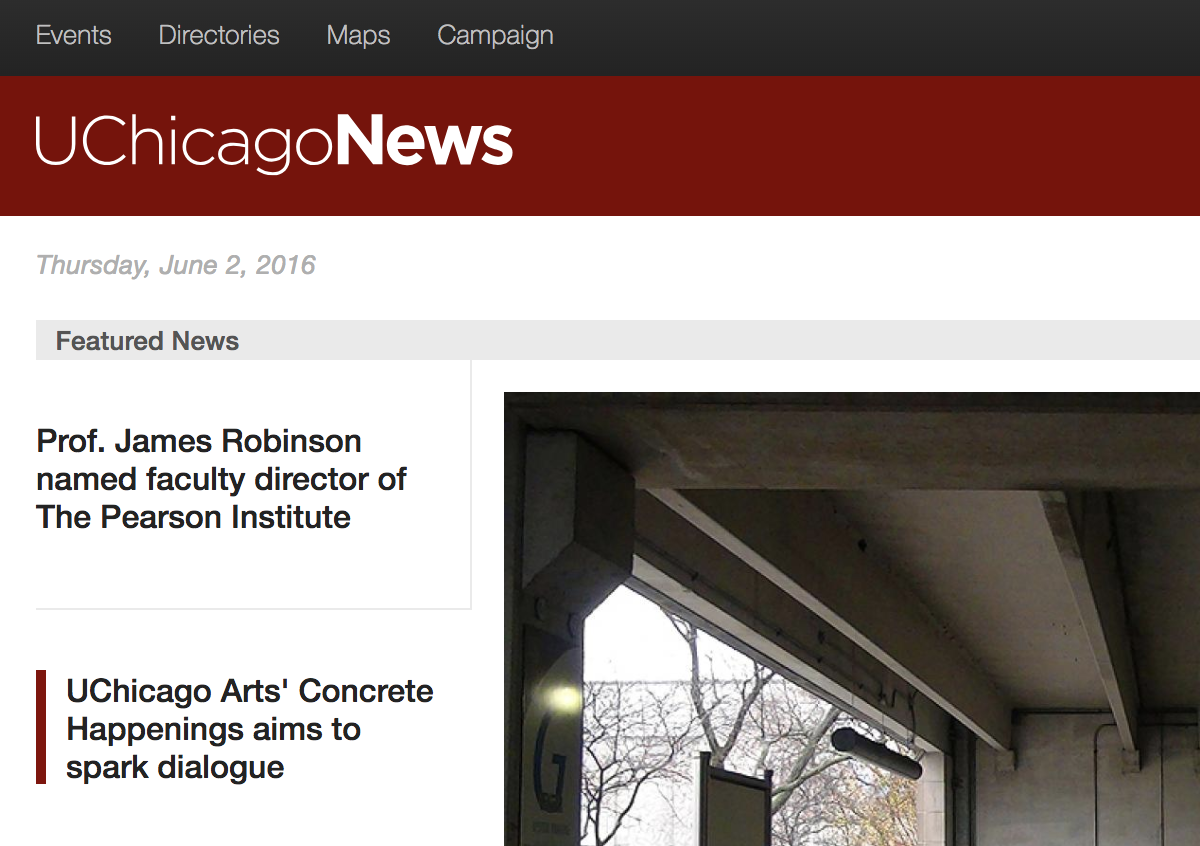 Events Directories Maps Campaign
UChicagoNews
Thursday, June 2, 2016
Featured News
Prof. James Robinson
named faculty director of
The Pearson Institute
UChicago Arts' Concrete
Happenings aims to
spark dialogue
G